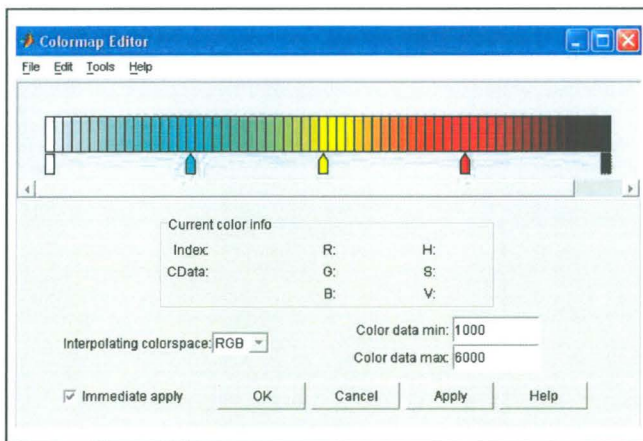 Colormap Editor
File Edit Tools Help
Current color info
Index: R: H:
CData: G: S:
B: V:
Interpolating colorspace: RGB
Color data min: 1000
Color data max: 6000
Immediate apply OK Cancel Apply Help